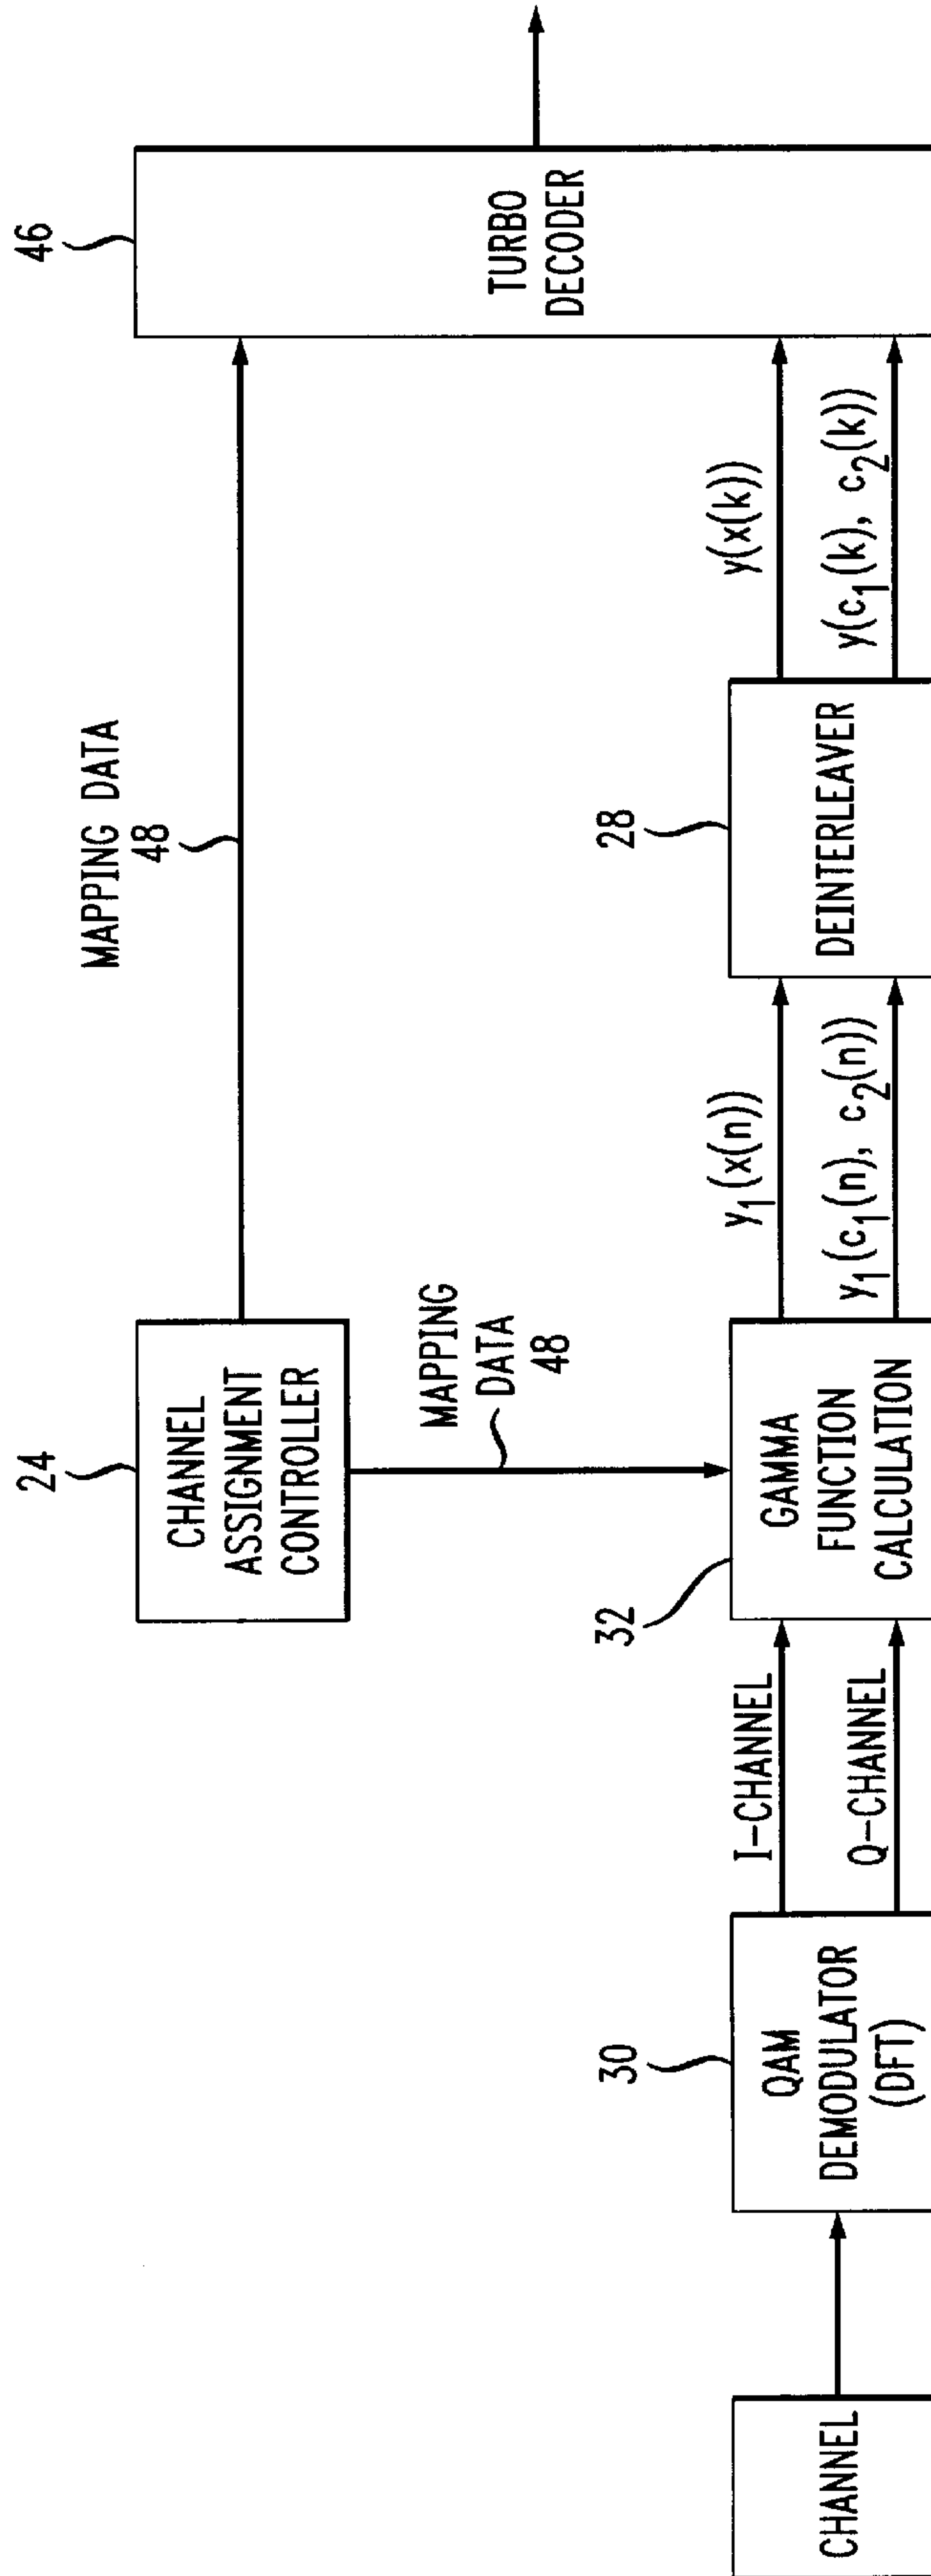 46
TURBO
DECODER
MAPPING DATA
48
24
CHANNEL
ASSIGNMENT
CONTROLLER
MAPPING
DATA
48
y(x(k))
y(c₁(k), c₂(k))
28
DEINTERLEAVER
y₁(x(n))
y₁(c₁(n), c₂(n))
32
GAMMA
FUNCTION
CALCULATION
I-CHANNEL
Q-CHANNEL
30
QAM
DEMODULATOR
(DFT)
CHANNEL